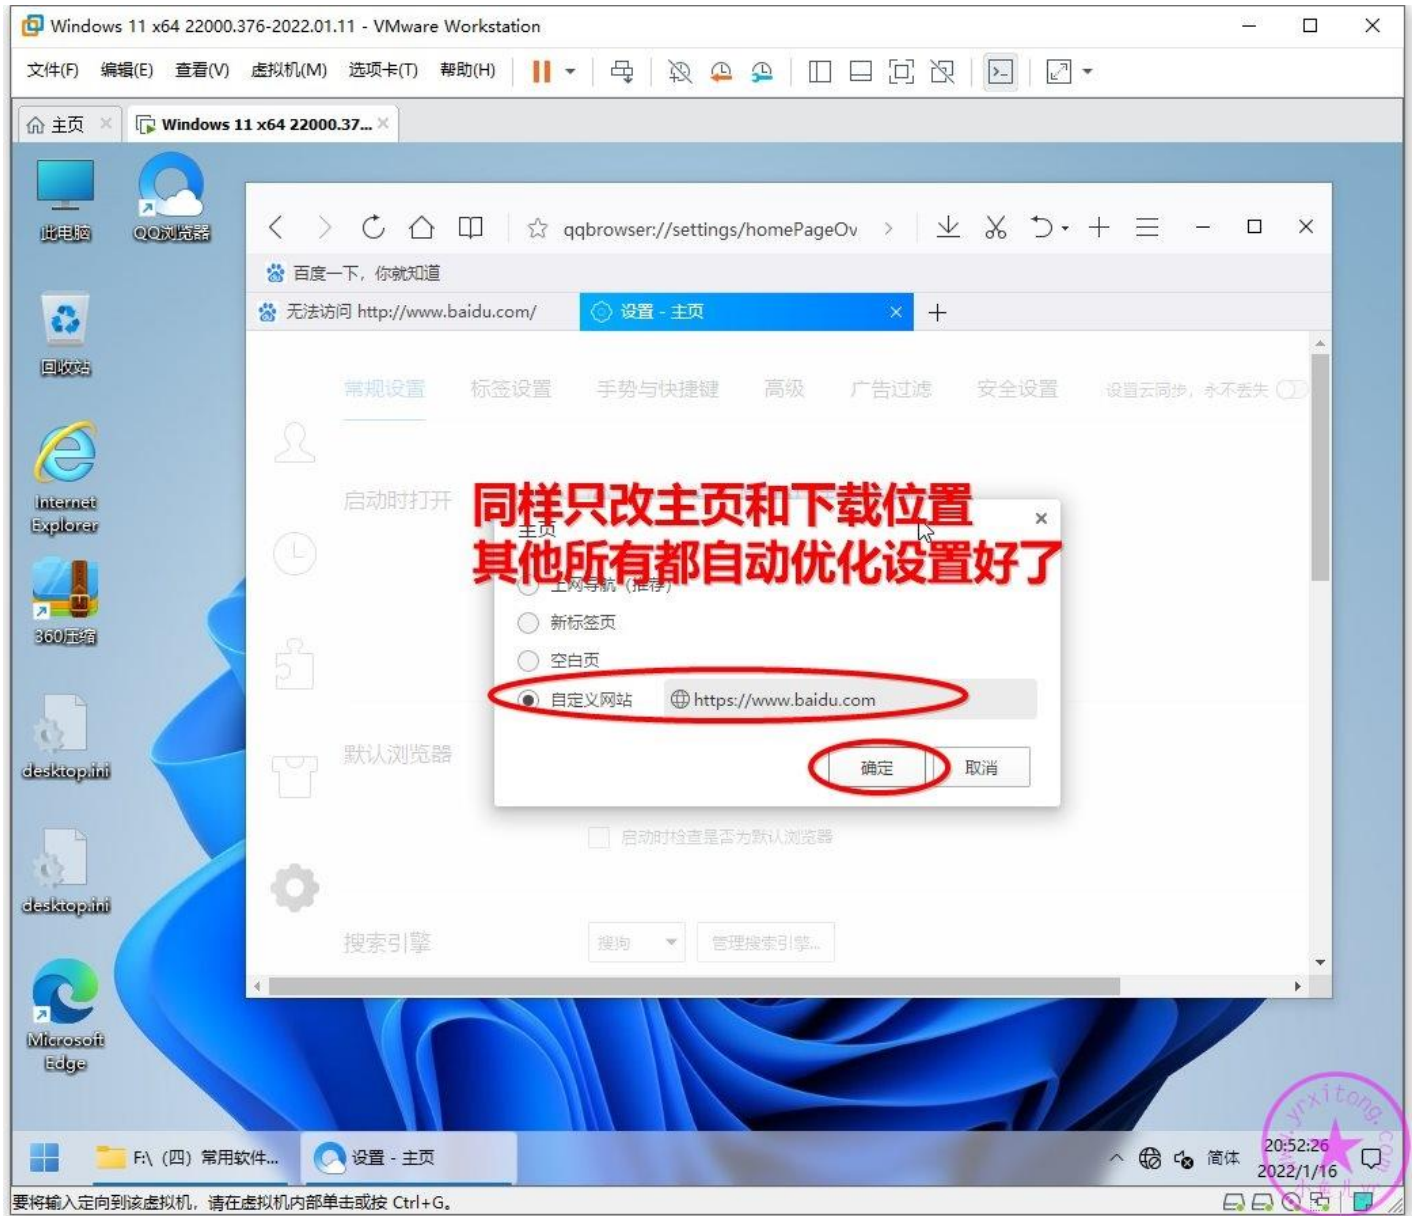 Windows 11 x64 22000.376-2022.01.11 - VMware Workstation
文件(F) 编辑(E) 查看(V) 虚拟机(M) 选项卡(T) 帮助(H)
主页 Windows 11 x64 22000.37...
此电脑 QQ浏览器
qqbrowser://settings/homePageOv
百度一下，你就知道
无法访问 http://www.baidu.com/ 设置 - 主页
回收站
常规设置 标签设置 手势与快捷键 高级 广告过滤 安全设置 设置云同步，永不丢失
启动时打开
同样只改主页和下载位置
主页
其他所有都自动优化设置好了
上网导航（推荐）
Internet
Explorer
新标签页
360压缩
空白页
自定义网站 https://www.baidu.com
默认浏览器
确定 取消
desktop.ini
启动时检查是否为默认浏览器
desktop.ini
搜索引擎 搜狗 管理搜索引擎...
Microsoft
Edge
F:\（四）常用软件... 设置 - 主页 简体 20:52:26
2022/1/16
要将输入定向到该虚拟机，请在虚拟机内部单击或按 Ctrl+G。